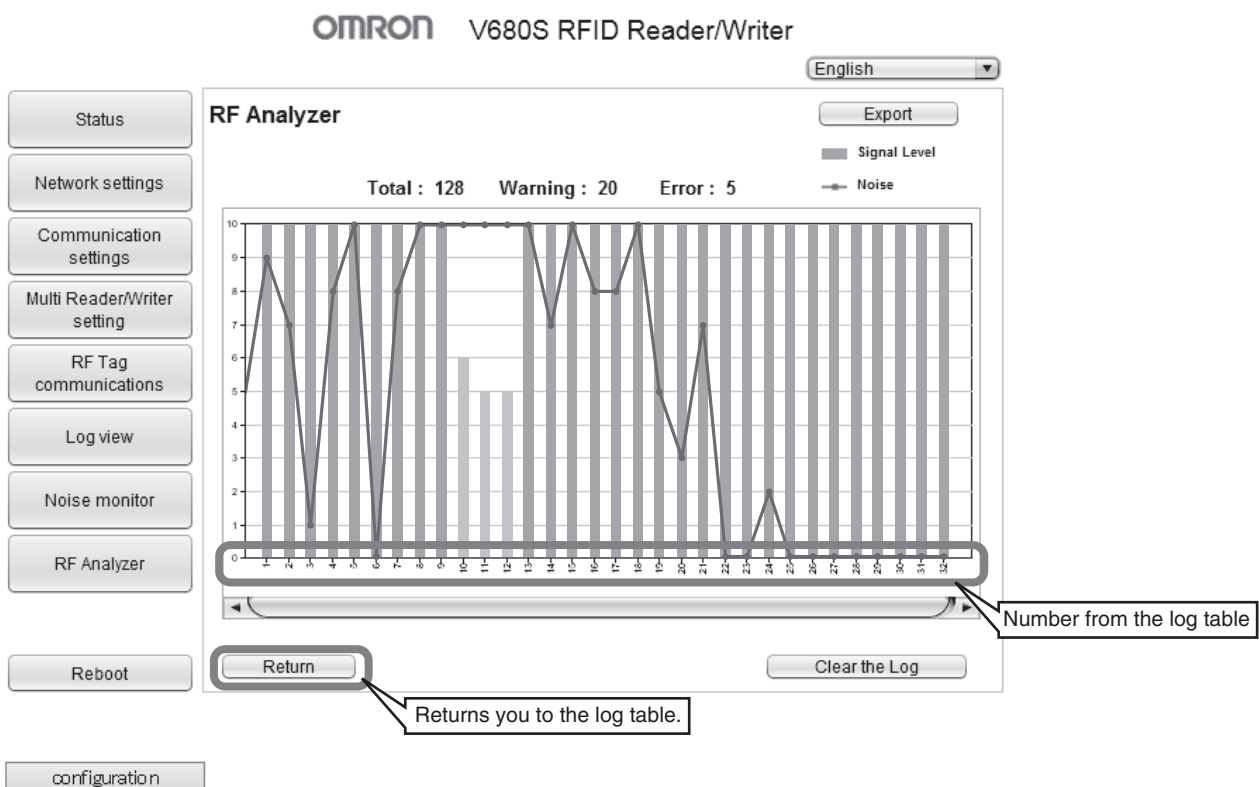 OMRON V680S RFID Reader/Writer
English
Status
Network settings
Communication
settings
Multi Reader/Writer
setting
RF Tag
communications
Log view
Noise monitor
RF Analyzer
Reboot
configuration
RF Analyzer
Export
Signal Level
Noise
Total : 128 Warning : 20 Error : 5
10
9
8
7
6
5
4
3
2
1
0
1 2 3 4 5 6 7 8 9 10 11 12 13 14 15 16 17 18 19 20 21 22 23 24 25 26 27 28 29 30 31 32
Number from the log table
Return
Clear the Log
Returns you to the log table.